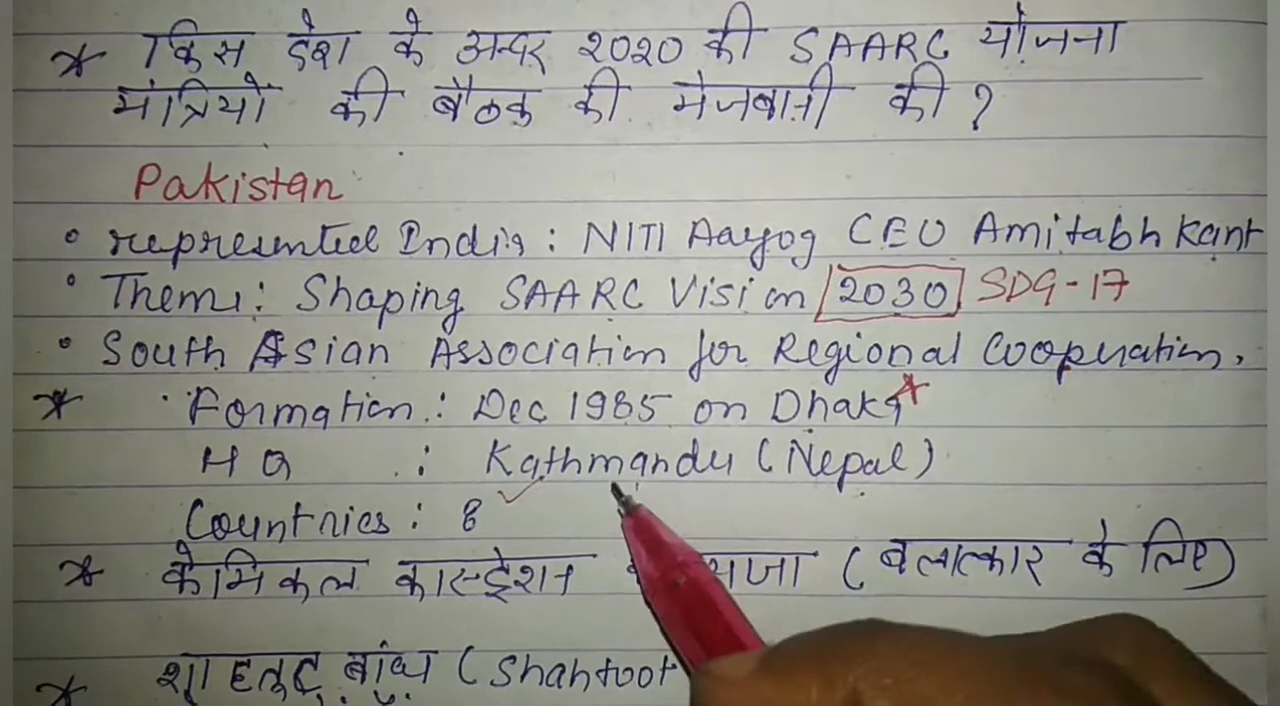 * किस देश के अन्दर 2020 की SAARC योजना
मंत्रियों की बैठक की मेजबानी की ?
Pakistan
• represented India : NITI Aayog CEO Amitabh Kant
• Theme : Shaping SAARC Vision 2030 SDG-17
• South Asian Association for Regional Cooperation,
* Formation : Dec 1985 on Dhaka *
HQ : Kathmandu (Nepal)
Countries : 8
* केमिकल कास्ट्रेशन सजा (बलात्कार के लिए)
* शाहतूट बांध (Shahtoot